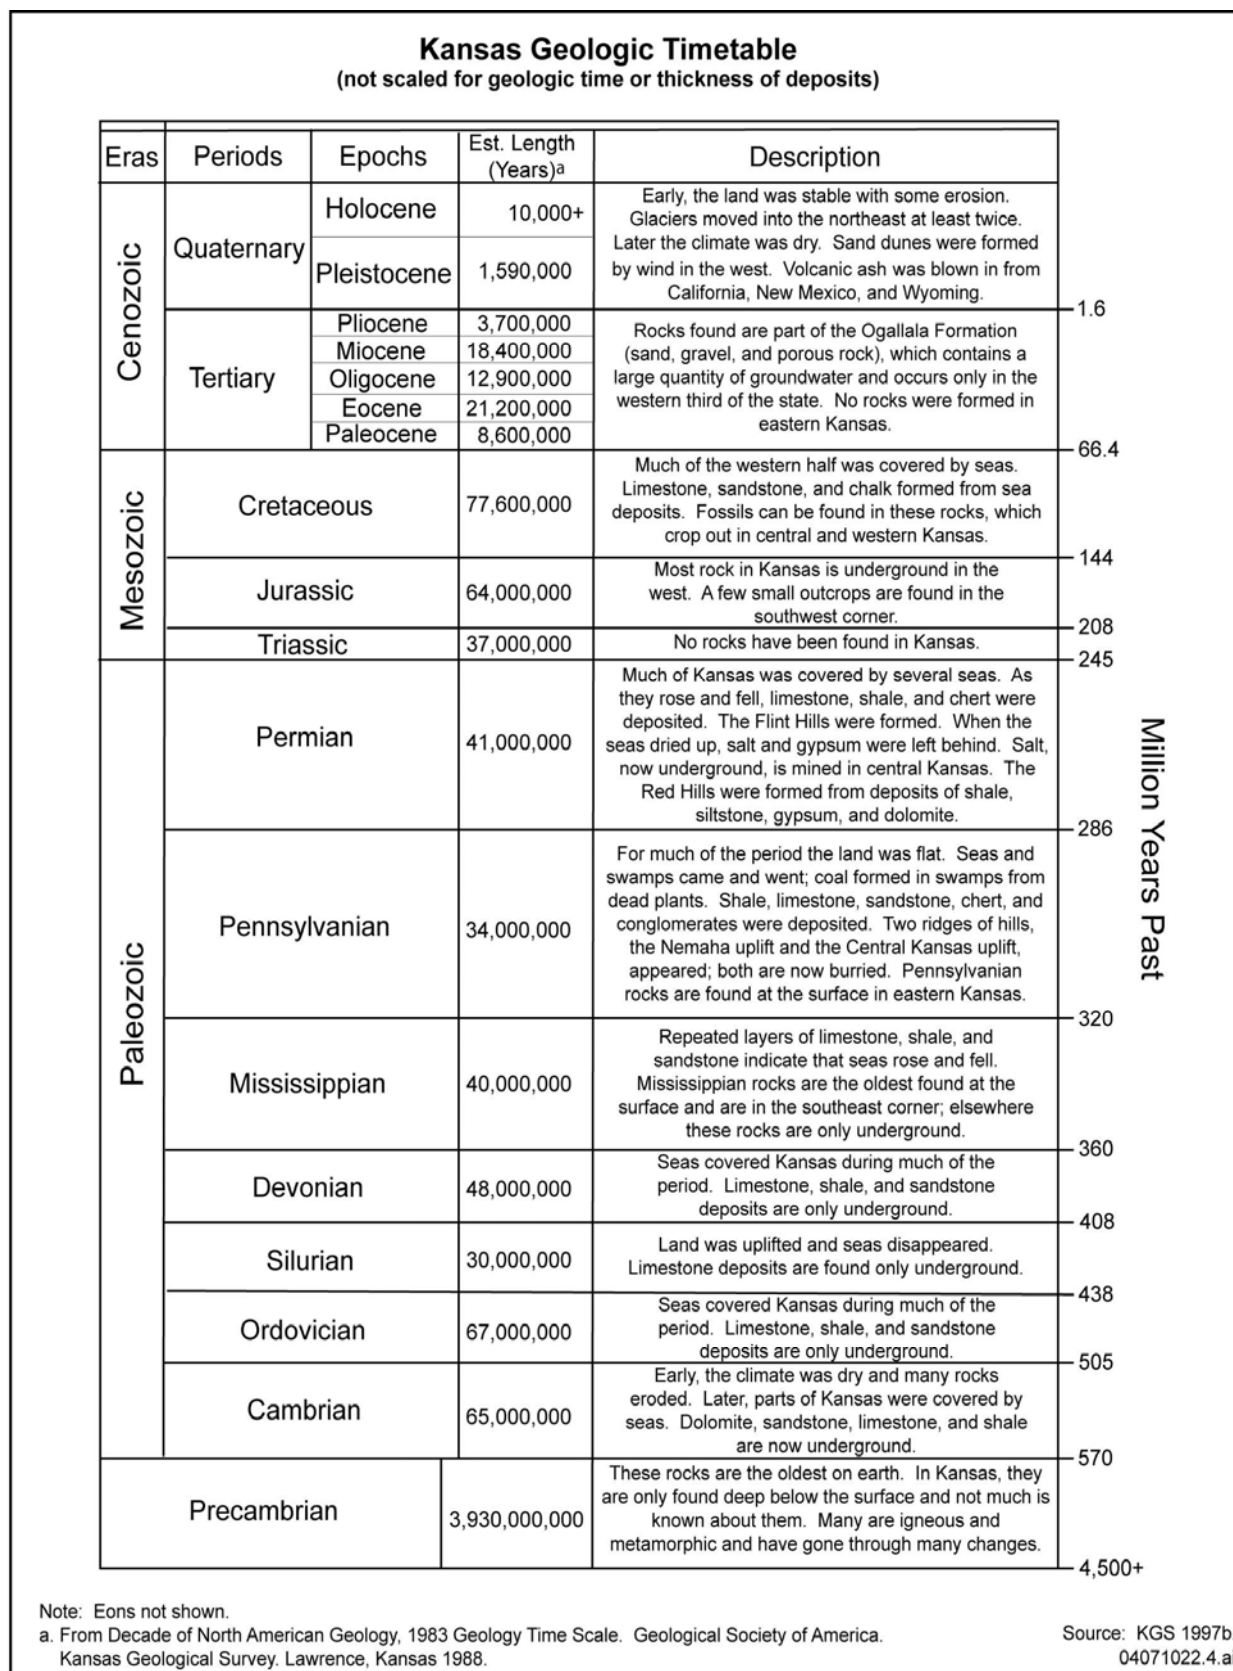 Kansas Geologic Timetable
(not scaled for geologic time or thickness of deposits)
Eras
Periods
Epochs
Est. Length
(Years)a
Description
Cenozoic
Quaternary
Holocene
10,000+
Pleistocene
1,590,000
Early, the land was stable with some erosion.
Glaciers moved into the northeast at least twice.
Later the climate was dry. Sand dunes were formed
by wind in the west. Volcanic ash was blown in from
California, New Mexico, and Wyoming.
1.6
Tertiary
Pliocene
3,700,000
Miocene
18,400,000
Oligocene
12,900,000
Eocene
21,200,000
Paleocene
8,600,000
Rocks found are part of the Ogallala Formation
(sand, gravel, and porous rock), which contains a
large quantity of groundwater and occurs only in the
western third of the state. No rocks were formed in
eastern Kansas.
66.4
Mesozoic
Cretaceous
77,600,000
Much of the western half was covered by seas.
Limestone, sandstone, and chalk formed from sea
deposits. Fossils can be found in these rocks, which
crop out in central and western Kansas.
144
Jurassic
64,000,000
Most rock in Kansas is underground in the
west. A few small outcrops are found in the
southwest corner.
208
Triassic
37,000,000
No rocks have been found in Kansas.
245
Paleozoic
Permian
41,000,000
Much of Kansas was covered by several seas. As
they rose and fell, limestone, shale, and chert were
deposited. The Flint Hills were formed. When the
seas dried up, salt and gypsum were left behind. Salt,
now underground, is mined in central Kansas. The
Red Hills were formed from deposits of shale,
siltstone, gypsum, and dolomite.
286
Pennsylvanian
34,000,000
For much of the period the land was flat. Seas and
swamps came and went; coal formed in swamps from
dead plants. Shale, limestone, sandstone, chert, and
conglomerates were deposited. Two ridges of hills,
the Nemaha uplift and the Central Kansas uplift,
appeared; both are now burried. Pennsylvanian
rocks are found at the surface in eastern Kansas.
320
Mississippian
40,000,000
Repeated layers of limestone, shale, and
sandstone indicate that seas rose and fell.
Mississippian rocks are the oldest found at the
surface and are in the southeast corner; elsewhere
these rocks are only underground.
360
Devonian
48,000,000
Seas covered Kansas during much of the
period. Limestone, shale, and sandstone
deposits are only underground.
408
Silurian
30,000,000
Land was uplifted and seas disappeared.
Limestone deposits are found only underground.
438
Ordovician
67,000,000
Seas covered Kansas during much of the
period. Limestone, shale, and sandstone
deposits are only underground.
505
Cambrian
65,000,000
Early, the climate was dry and many rocks
eroded. Later, parts of Kansas were covered by
seas. Dolomite, sandstone, limestone, and shale
are now underground.
570
Precambrian
3,930,000,000
These rocks are the oldest on earth. In Kansas, they
are only found deep below the surface and not much is
known about them. Many are igneous and
metamorphic and have gone through many changes.
4,500+
Million Years Past
Note: Eons not shown.
a. From Decade of North American Geology, 1983 Geology Time Scale. Geological Society of America.
Kansas Geological Survey. Lawrence, Kansas 1988.
Source: KGS 1997b.
04071022.4.ai